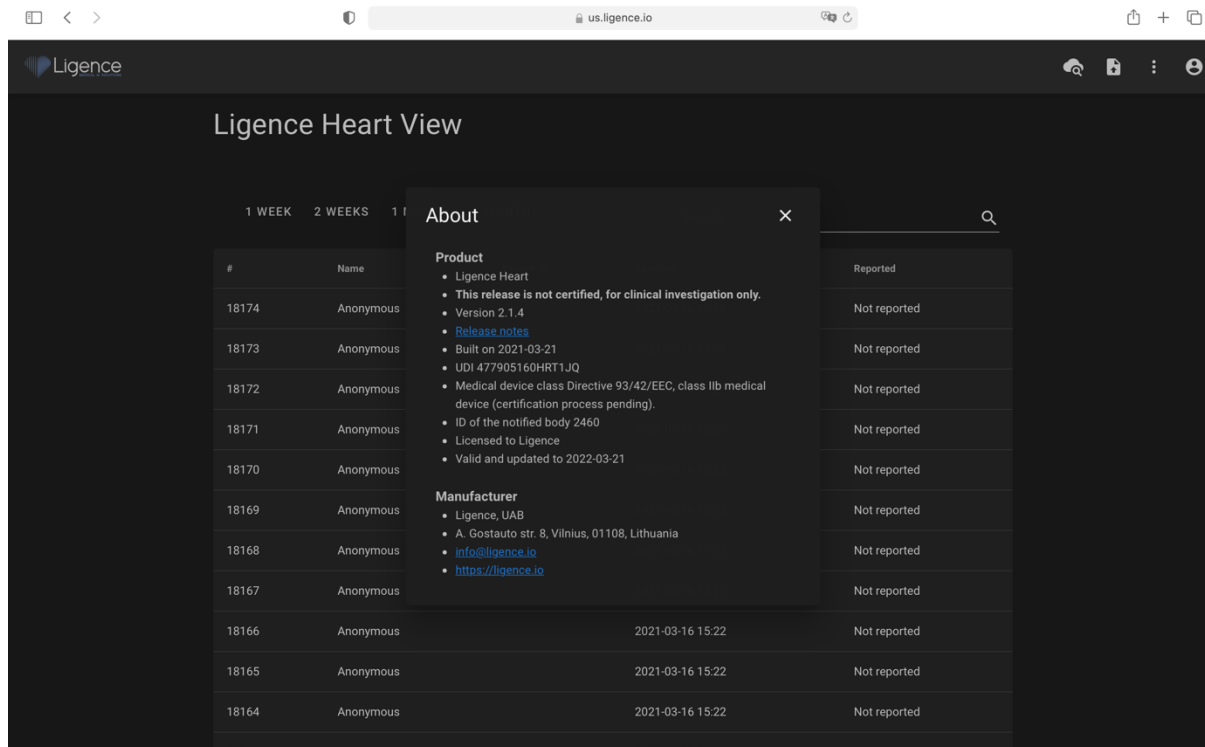 us.ligence.io
Ligence
Ligence Heart View
1 WEEK 2 WEEKS 1
About
# Name Reported
Product
Ligence Heart
This release is not certified, for clinical investigation only.
Version 2.1.4
Release notes
Built on 2021-03-21
UDI 477905160HRT1JQ
Medical device class Directive 93/42/EEC, class IIb medical
device (certification process pending).
ID of the notified body 2460
Licensed to Ligence
Valid and updated to 2022-03-21
Manufacturer
Ligence, UAB
A. Gostauto str. 8, Vilnius, 01108, Lithuania
info@ligence.io
https://ligence.io
18174 Anonymous Not reported
18173 Anonymous Not reported
18172 Anonymous Not reported
18171 Anonymous Not reported
18170 Anonymous Not reported
18169 Anonymous Not reported
18168 Anonymous Not reported
18167 Anonymous Not reported
18166 Anonymous 2021-03-16 15:22 Not reported
18165 Anonymous 2021-03-16 15:22 Not reported
18164 Anonymous 2021-03-16 15:22 Not reported